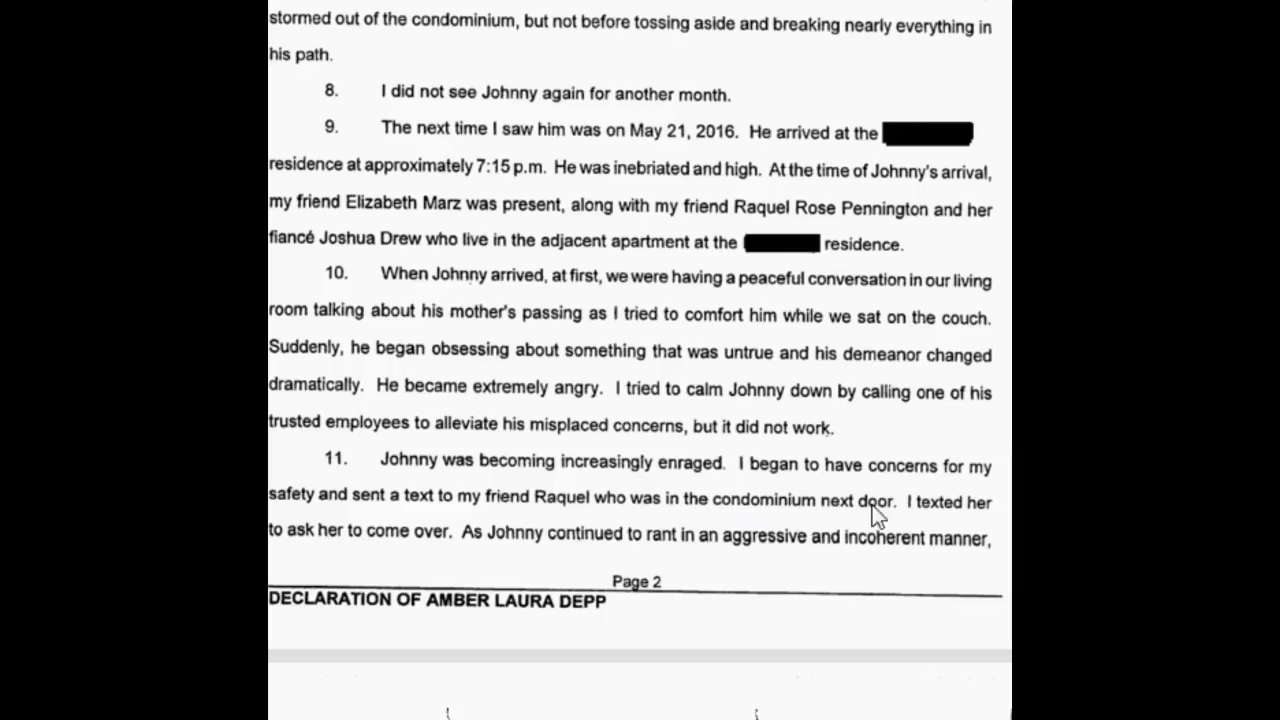 stormed out of the condominium, but not before tossing aside and breaking nearly everything in
his path.
8. I did not see Johnny again for another month.
9. The next time I saw him was on May 21, 2016. He arrived at the
residence at approximately 7:15 p.m. He was inebriated and high. At the time of Johnny's arrival,
my friend Elizabeth Marz was present, along with my friend Raquel Rose Pennington and her
fiancé Joshua Drew who live in the adjacent apartment at the residence.
10. When Johnny arrived, at first, we were having a peaceful conversation in our living
room talking about his mother's passing as I tried to comfort him while we sat on the couch.
Suddenly, he began obsessing about something that was untrue and his demeanor changed
dramatically. He became extremely angry. I tried to calm Johnny down by calling one of his
trusted employees to alleviate his misplaced concerns, but it did not work.
11. Johnny was becoming increasingly enraged. I began to have concerns for my
safety and sent a text to my friend Raquel who was in the condominium next door. I texted her
to ask her to come over. As Johnny continued to rant in an aggressive and incoherent manner,
Page 2
DECLARATION OF AMBER LAURA DEPP